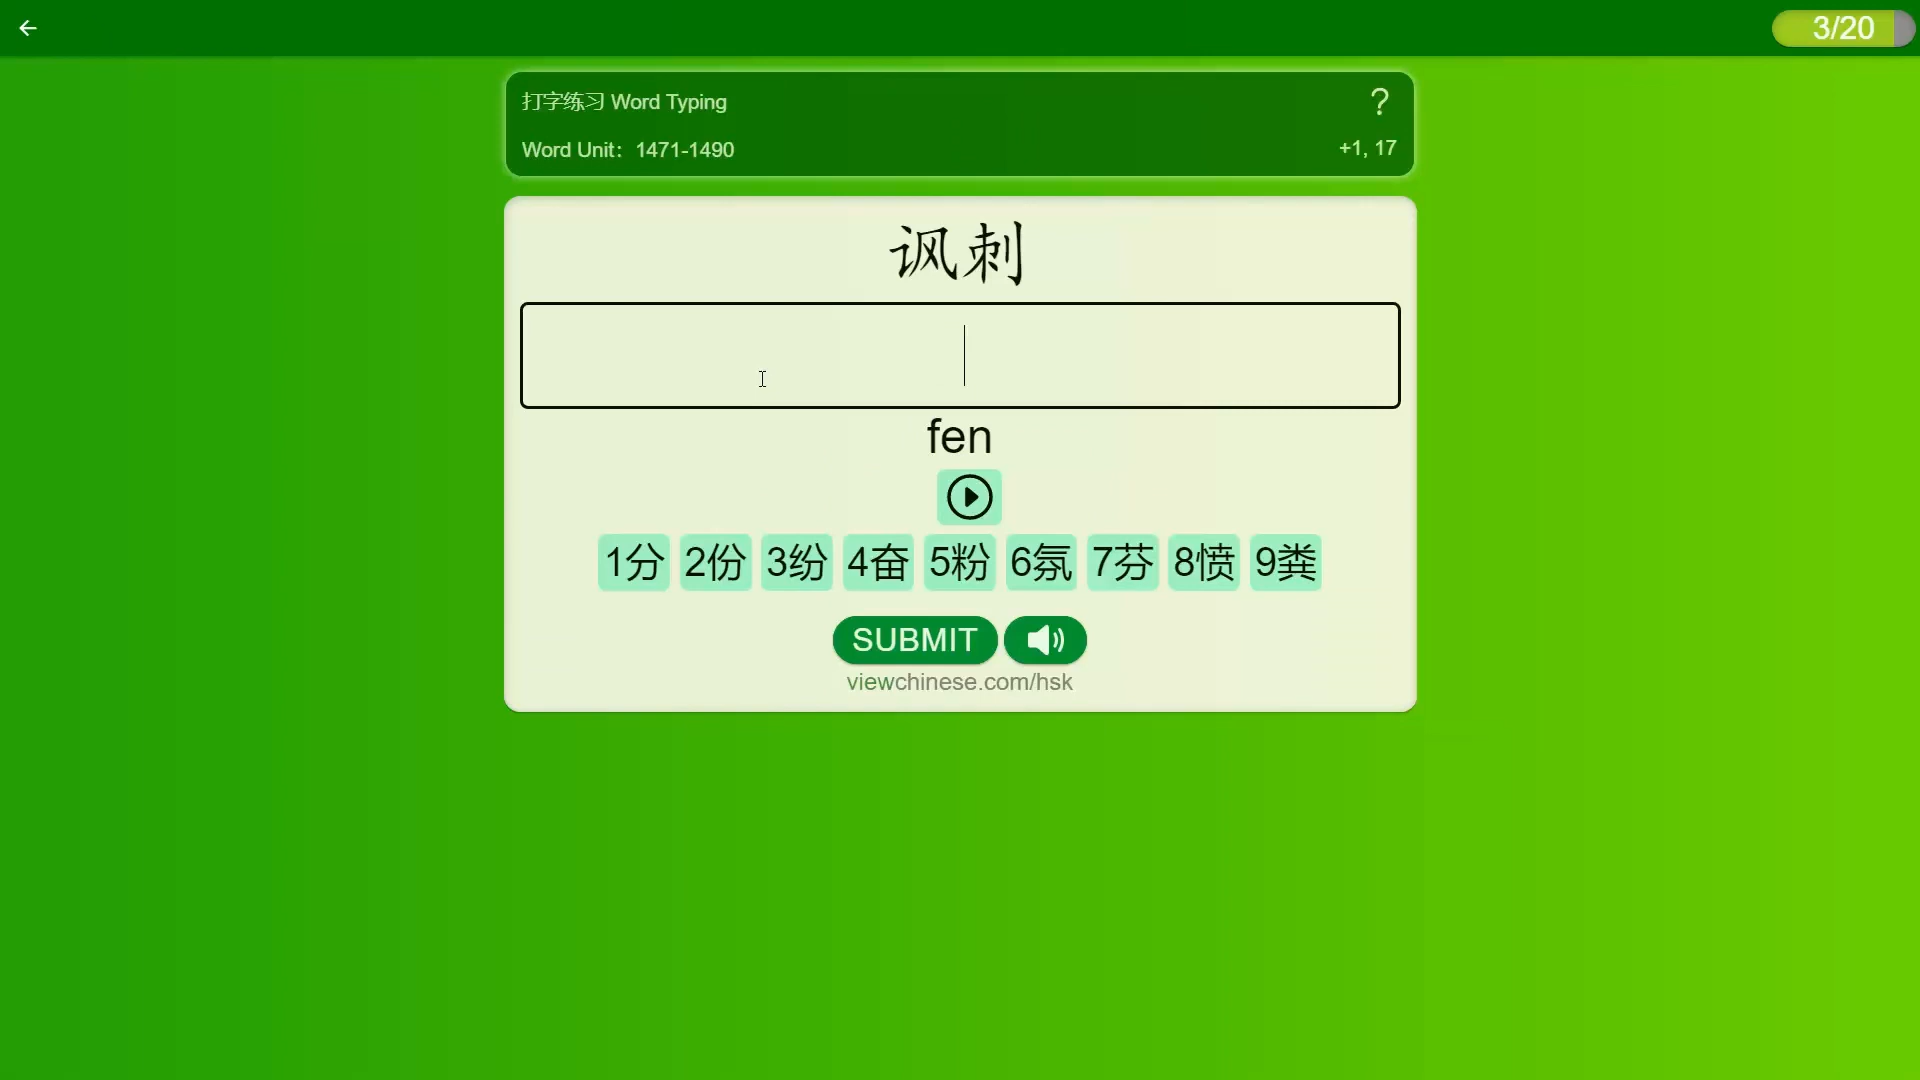 3/20
打字练习 Word Typing
?
Word Unit: 1471-1490
+1, 17
讽刺
fen
1分 2份 3纷 4奋 5粉 6氛 7芬 8愤 9粪
SUBMIT
viewchinese.com/hsk